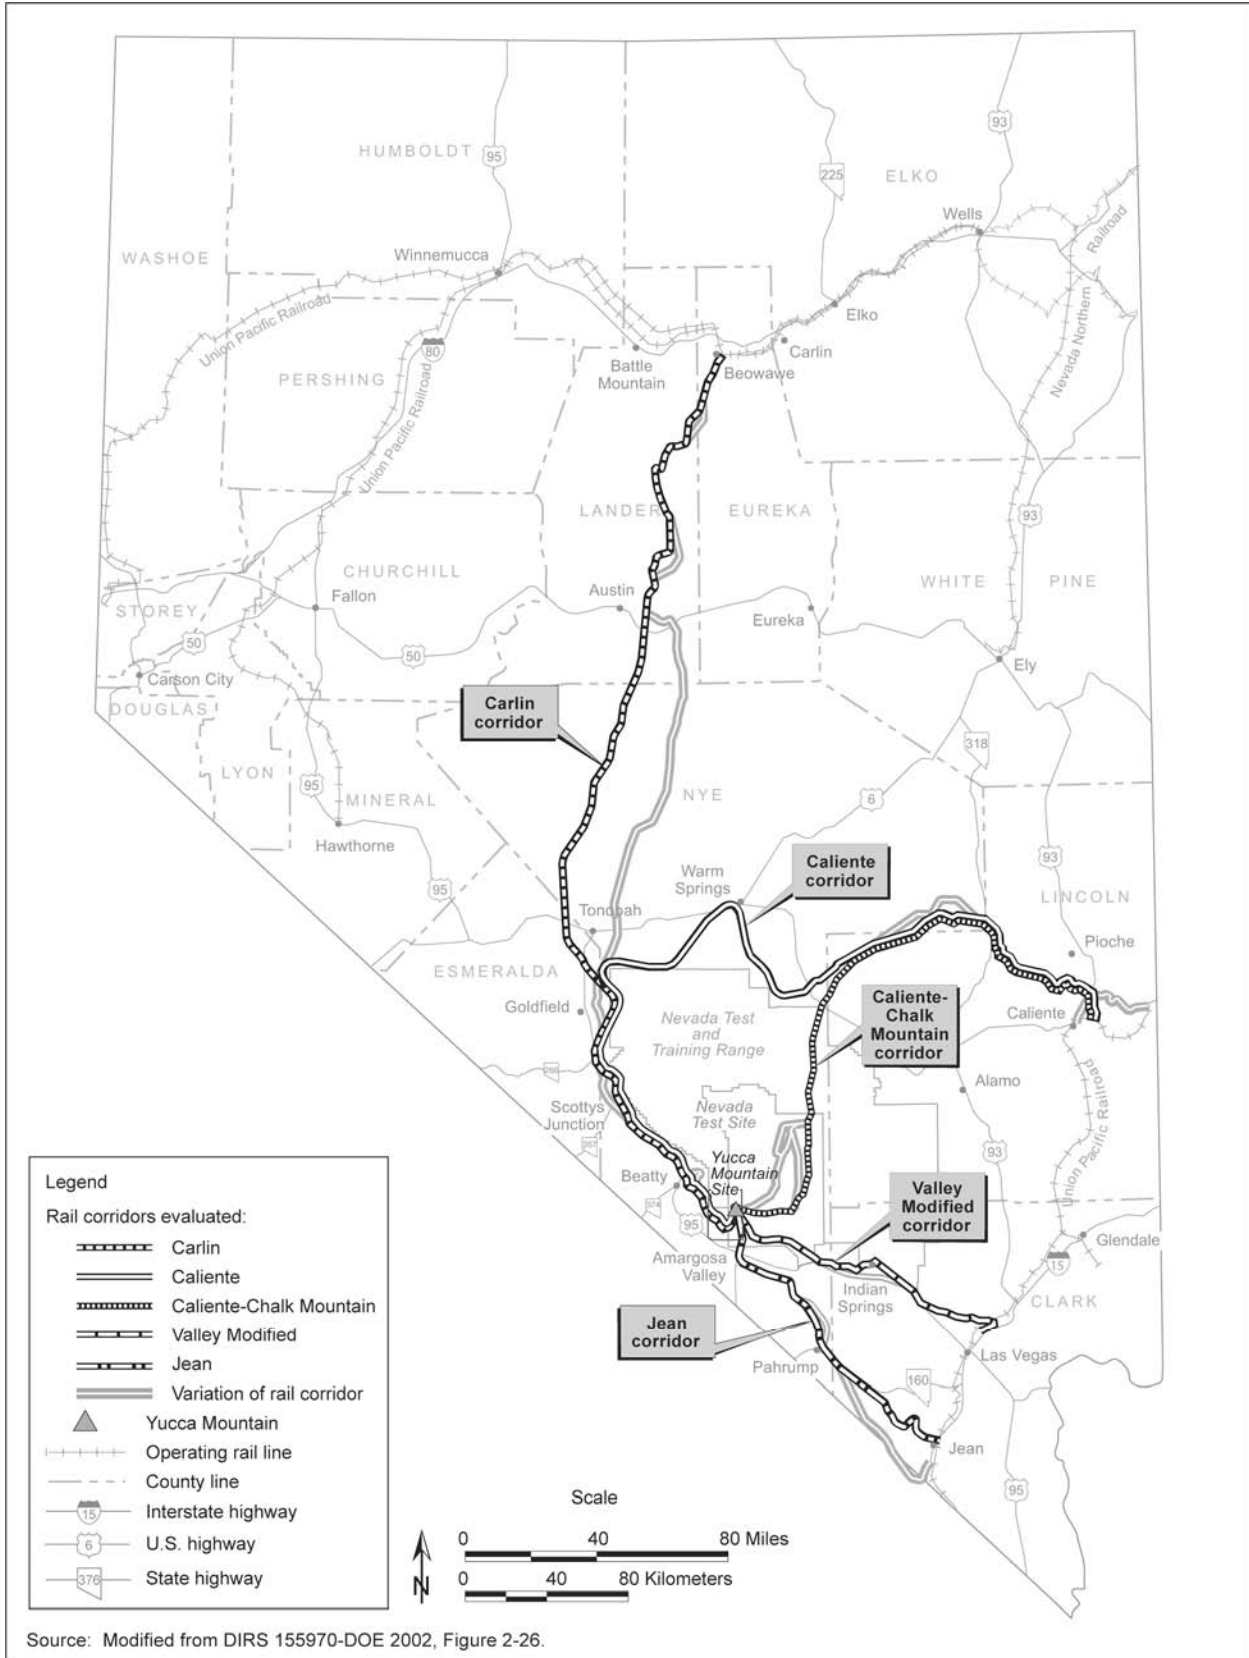 93
95
HUMBOLDT
225
ELKO
Wells
Railroad
WASHOE
Winnemucca
Nevada Northern
Union Pacific Railroad
Elko
80
Carlin
Battle
Mountain
Beowawe
PERSHING
Union Pacific Railroad
LANDER
EUREKA
93
CHURCHILL
WHITE
PINE
Austin
Fallon
STOREY
Eureka
50
50
Ely
Carson City
DOUGLAS
Carlin
corridor
318
LYON
95
MINERAL
NYE
6
Hawthorne
Caliente
corridor
93
Warm
Springs
95
LINCOLN
Tonopah
Pioche
ESMERALDA
Goldfield
Nevada Test
and
Training Range
Caliente-
Chalk
Mountain
corridor
Caliente
266
Alamo
Scottys
Junction
Nevada
Test Site
Union Pacific Railroad
267
93
Yucca
Mountain
Site
Beatty
374
95
Valley
Modified
corridor
Glendale
Amargosa
Valley
15
Indian
Springs
CLARK
Jean
corridor
Las Vegas
Pahrump
160
Jean
95
Legend
Rail corridors evaluated:
Carlin
Caliente
Caliente-Chalk Mountain
Valley Modified
Jean
Variation of rail corridor
Yucca Mountain
Operating rail line
County line
15 Interstate highway
6 U.S. highway
376 State highway
N
Scale
0 40 80 Miles
0 40 80 Kilometers
Source: Modified from DIRS 155970-DOE 2002, Figure 2-26.